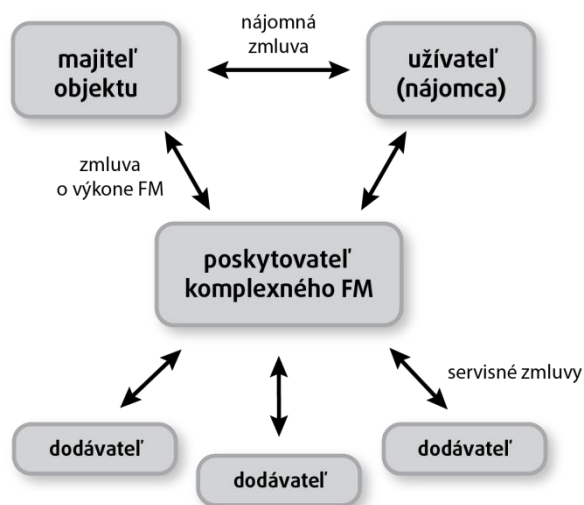 nájomná
zmluva
majiteľ
objektu
užívateľ
(nájomca)
zmluva
o výkone FM
poskytovateľ
komplexného FM
servisné zmluvy
dodávateľ
dodávateľ
dodávateľ